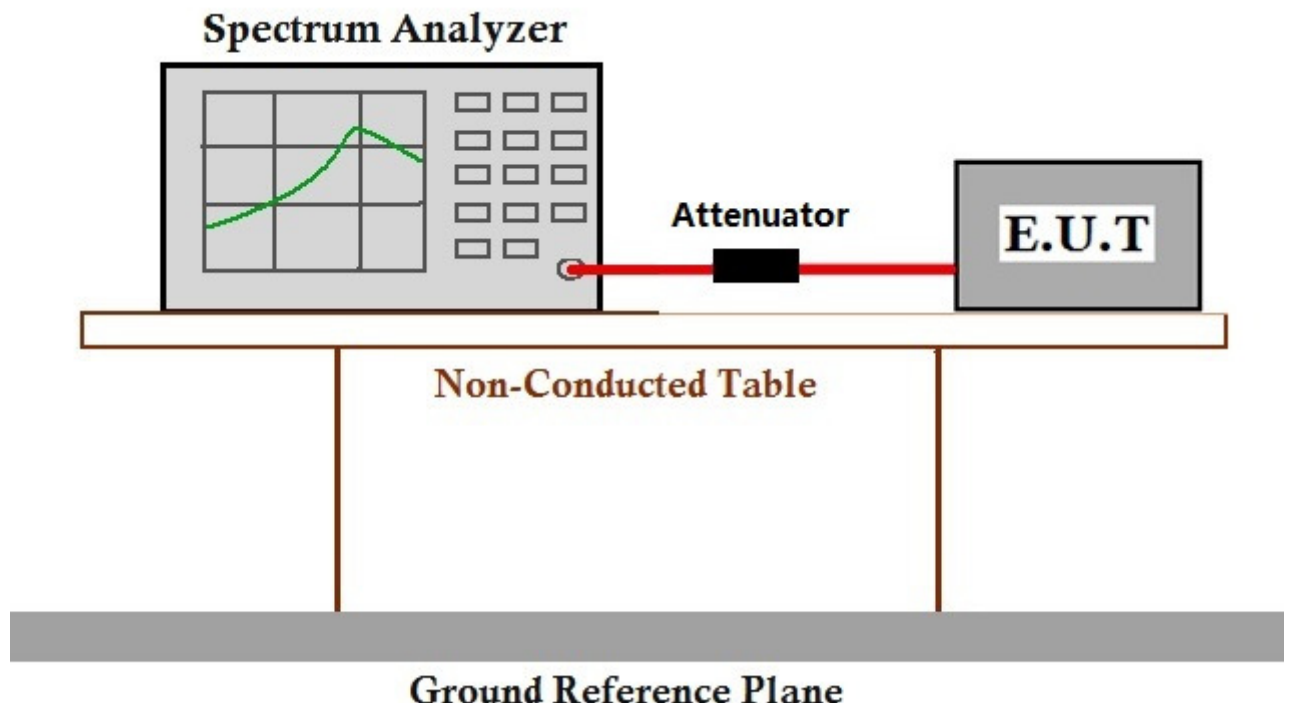 Spectrum Analyzer
Attenuator
E.U.T
Non-Conducted Table
Ground Reference Plane